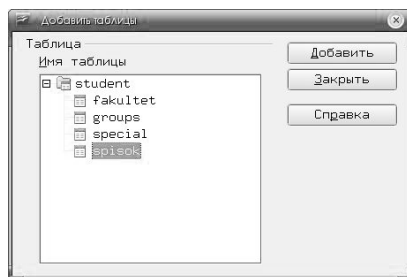 Добавить таблицы
Таблица
Имя таблицы
student
fakultet
groups
special
spisok
Добавить
Закрыть
Справка